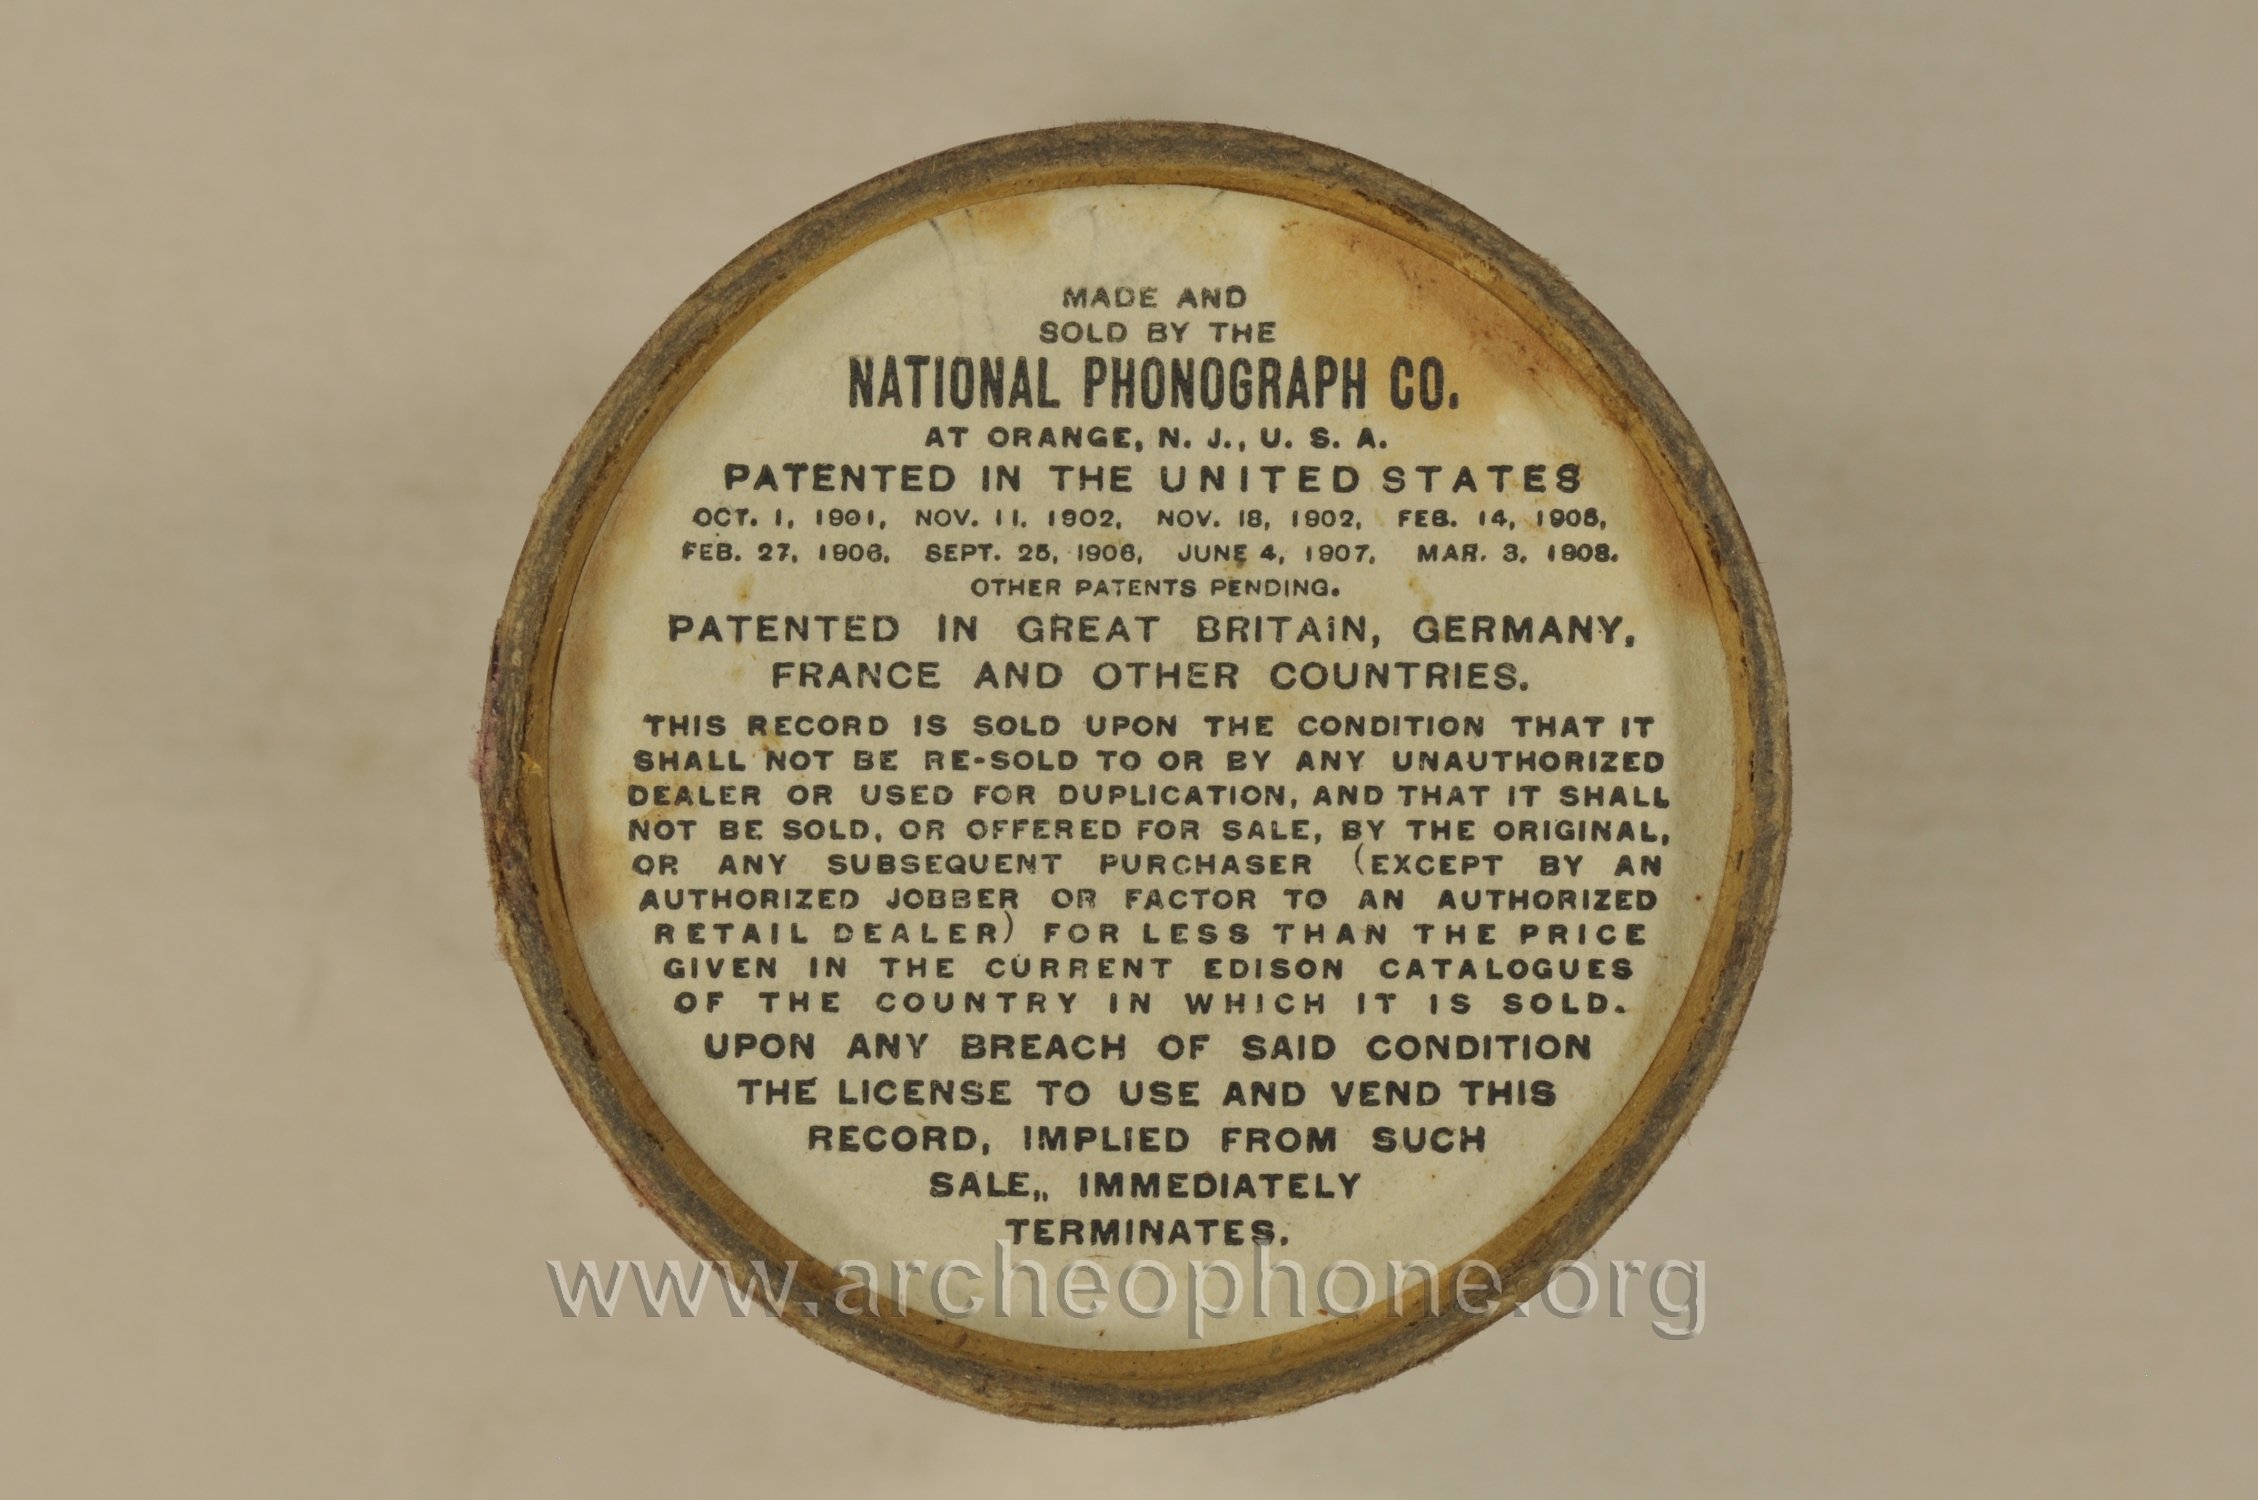 MADE AND
SOLD BY THE
NATIONAL PHONOGRAPH CO.
AT ORANGE, N. J., U. S. A.
PATENTED IN THE UNITED STATES
OCT. 1, 1901, NOV. 11, 1902, NOV. 18, 1902, FEB. 14, 1905,
FEB. 27, 1906, SEPT. 25, 1906, JUNE 4, 1907, MAR. 3, 1908.
OTHER PATENTS PENDING.
PATENTED IN GREAT BRITAIN, GERMANY,
FRANCE AND OTHER COUNTRIES.
THIS RECORD IS SOLD UPON THE CONDITION THAT IT
SHALL NOT BE RE-SOLD TO OR BY ANY UNAUTHORIZED
DEALER OR USED FOR DUPLICATION, AND THAT IT SHALL
NOT BE SOLD, OR OFFERED FOR SALE, BY THE ORIGINAL,
OR ANY SUBSEQUENT PURCHASER (EXCEPT BY AN
AUTHORIZED JOBBER OR FACTOR TO AN AUTHORIZED
RETAIL DEALER) FOR LESS THAN THE PRICE
GIVEN IN THE CURRENT EDISON CATALOGUES
OF THE COUNTRY IN WHICH IT IS SOLD.
UPON ANY BREACH OF SAID CONDITION
THE LICENSE TO USE AND VEND THIS
RECORD, IMPLIED FROM SUCH
SALE,, IMMEDIATELY
TERMINATES.
www.archeophone.org